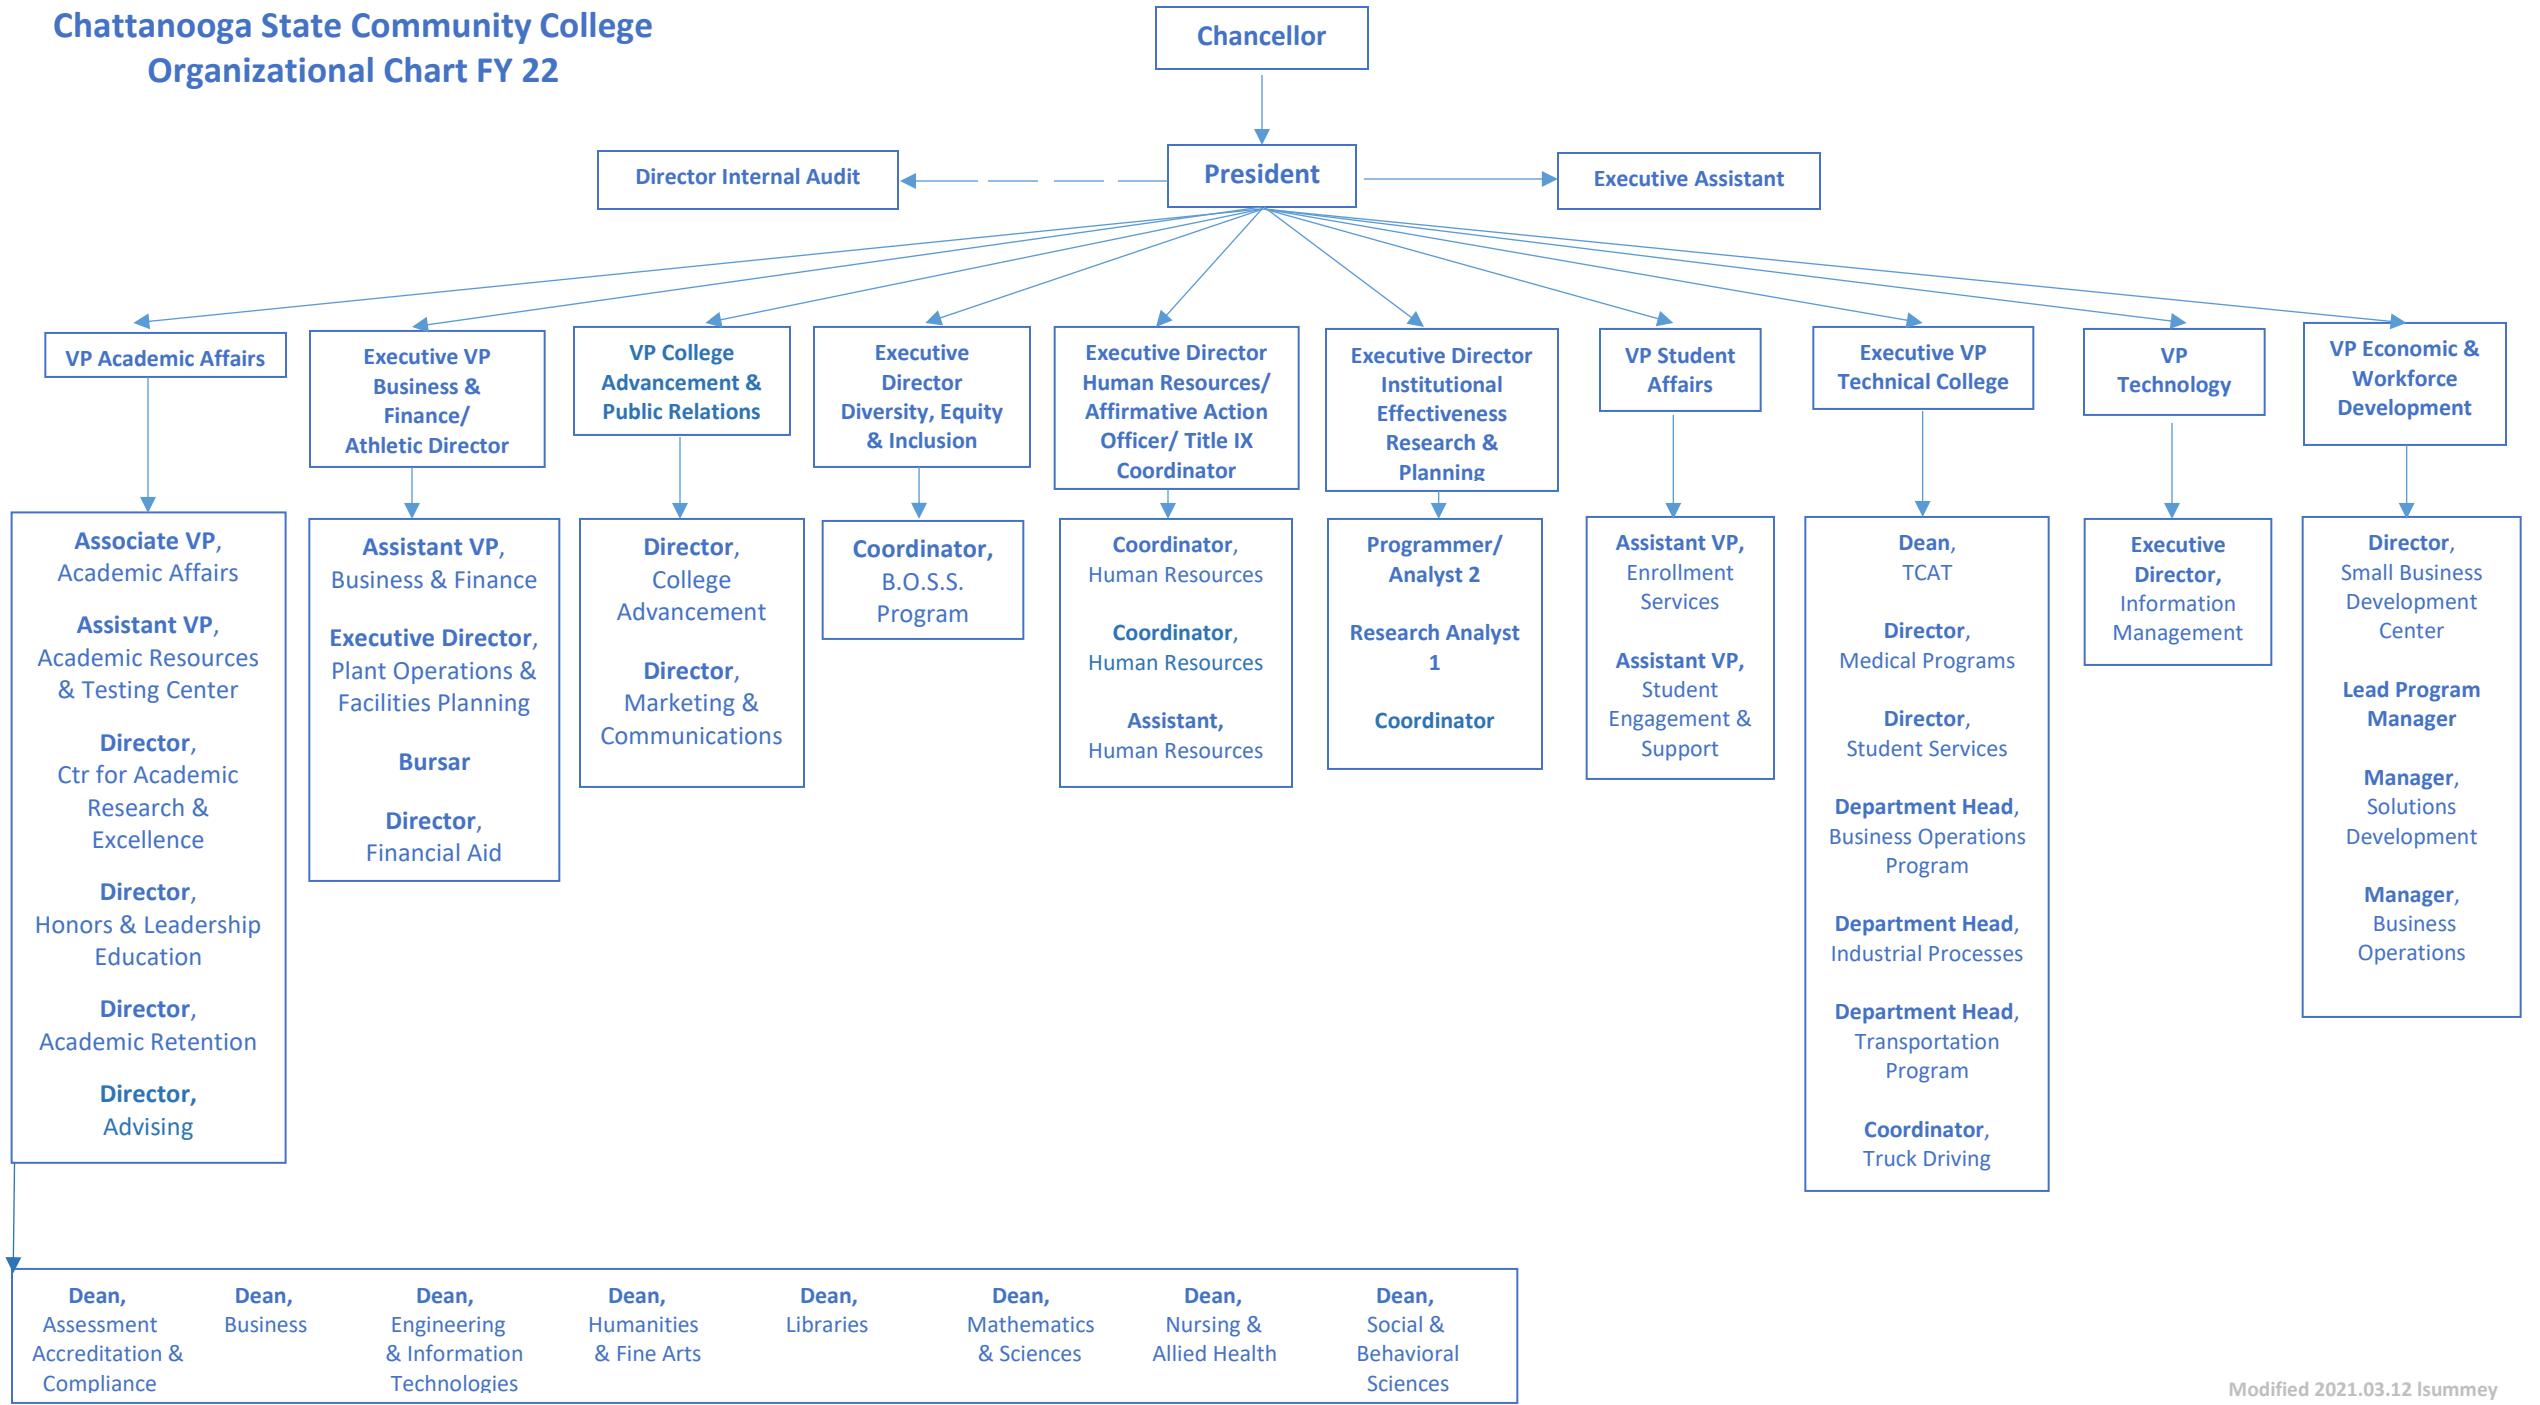 Chattanooga State Community College
Organizational Chart FY 22
Chancellor
Director Internal Audit
President
Executive Assistant
VP Academic Affairs
Executive VP
Business &
Finance/
Athletic Director
VP College
Advancement &
Public Relations
Executive
Director
Diversity, Equity
& Inclusion
Executive Director
Human Resources/
Affirmative Action
Officer/ Title IX
Coordinator
Executive Director
Institutional
Effectiveness
Research &
Planning
VP Student
Affairs
Executive VP
Technical College
VP
Technology
VP Economic &
Workforce
Development
Associate VP,
Academic Affairs
Assistant VP,
Academic Resources
& Testing Center
Director,
Ctr for Academic
Research &
Excellence
Director,
Honors & Leadership
Education
Director,
Academic Retention
Director,
Advising
Assistant VP,
Business & Finance
Executive Director,
Plant Operations &
Facilities Planning
Bursar
Director,
Financial Aid
Director,
College
Advancement
Director,
Marketing &
Communications
Coordinator,
B.O.S.S.
Program
Coordinator,
Human Resources
Coordinator,
Human Resources
Assistant,
Human Resources
Programmer/
Analyst 2
Research Analyst
1
Coordinator
Assistant VP,
Enrollment
Services
Assistant VP,
Student
Engagement &
Support
Dean,
TCAT
Director,
Medical Programs
Director,
Student Services
Department Head,
Business Operations
Program
Department Head,
Industrial Processes
Department Head,
Transportation
Program
Coordinator,
Truck Driving
Executive
Director,
Information
Management
Director,
Small Business
Development
Center
Lead Program
Manager
Manager,
Solutions
Development
Manager,
Business
Operations
Dean,
Assessment
Accreditation &
Compliance
Dean,
Business
Dean,
Engineering
& Information
Technologies
Dean,
Humanities
& Fine Arts
Dean,
Libraries
Dean,
Mathematics
& Sciences
Dean,
Nursing &
Allied Health
Dean,
Social &
Behavioral
Sciences
Modified 2021.03.12 lsummey